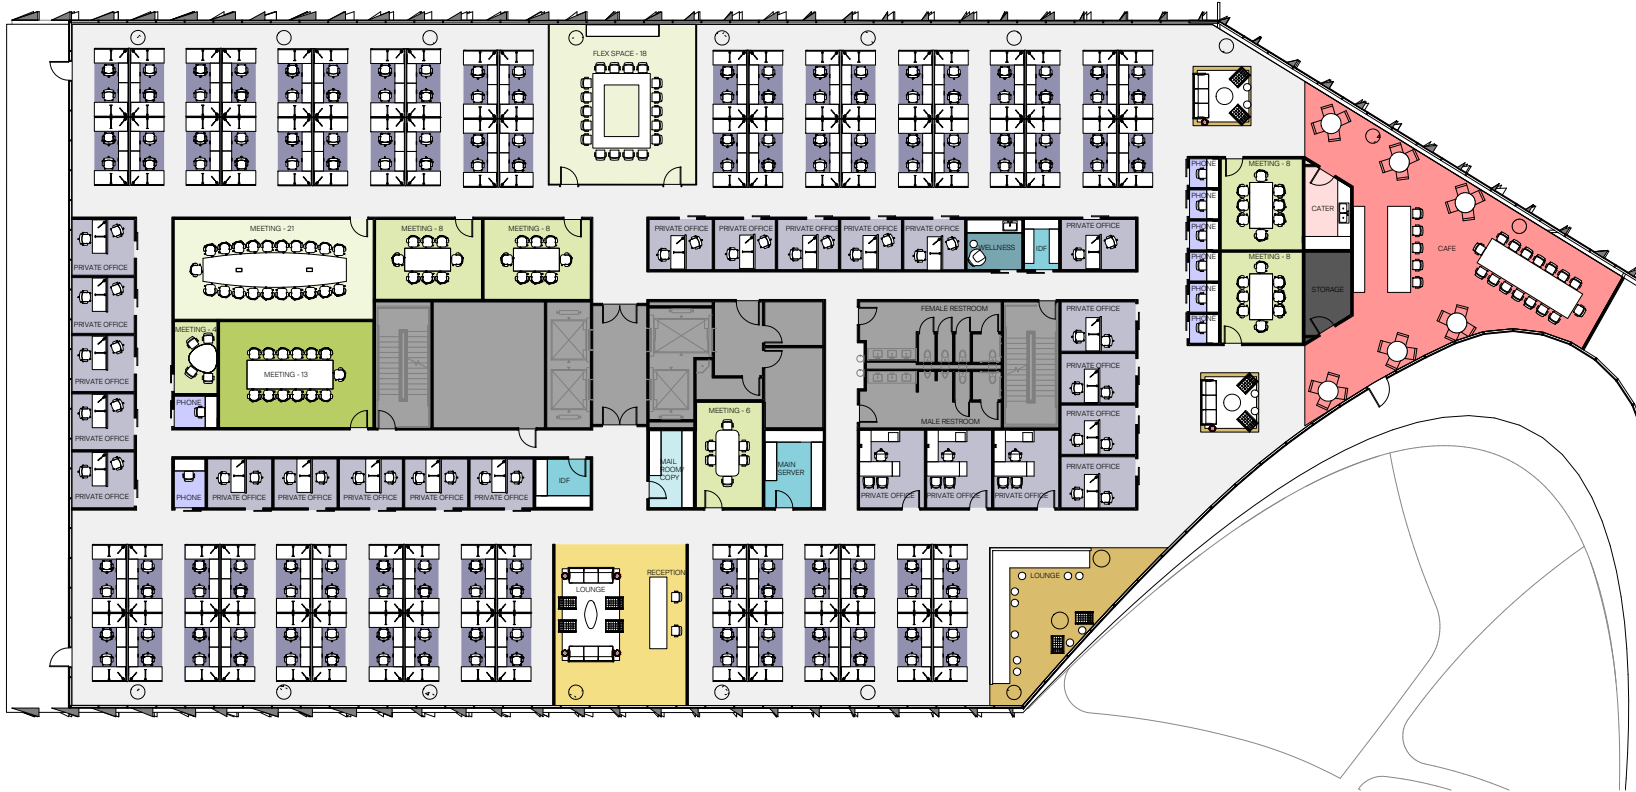 FLEX SPACE - 18
PHONE
MEETING - 8
PHONE
CATER
PHONE
CAFE
PHONE
MEETING - 8
PHONE
STORAGE
PHONE
MEETING - 21
MEETING - 8
MEETING - 8
PRIVATE OFFICE
PRIVATE OFFICE
PRIVATE OFFICE
PRIVATE OFFICE
PRIVATE OFFICE
WELLNESS
IDF
PRIVATE OFFICE
PRIVATE OFFICE
PRIVATE OFFICE
PRIVATE OFFICE
PRIVATE OFFICE
PRIVATE OFFICE
MEETING - 4
MEETING - 13
PHONE
FEMALE RESTROOM
MALE RESTROOM
PRIVATE OFFICE
PRIVATE OFFICE
PRIVATE OFFICE
PRIVATE OFFICE
MEETING - 6
MAIL
ROOM/
COPY
MAIN
SERVER
PHONE
PRIVATE OFFICE
PRIVATE OFFICE
PRIVATE OFFICE
PRIVATE OFFICE
PRIVATE OFFICE
IDF
PRIVATE OFFICE
PRIVATE OFFICE
PRIVATE OFFICE
LOUNGE
RECEPTION
LOUNGE